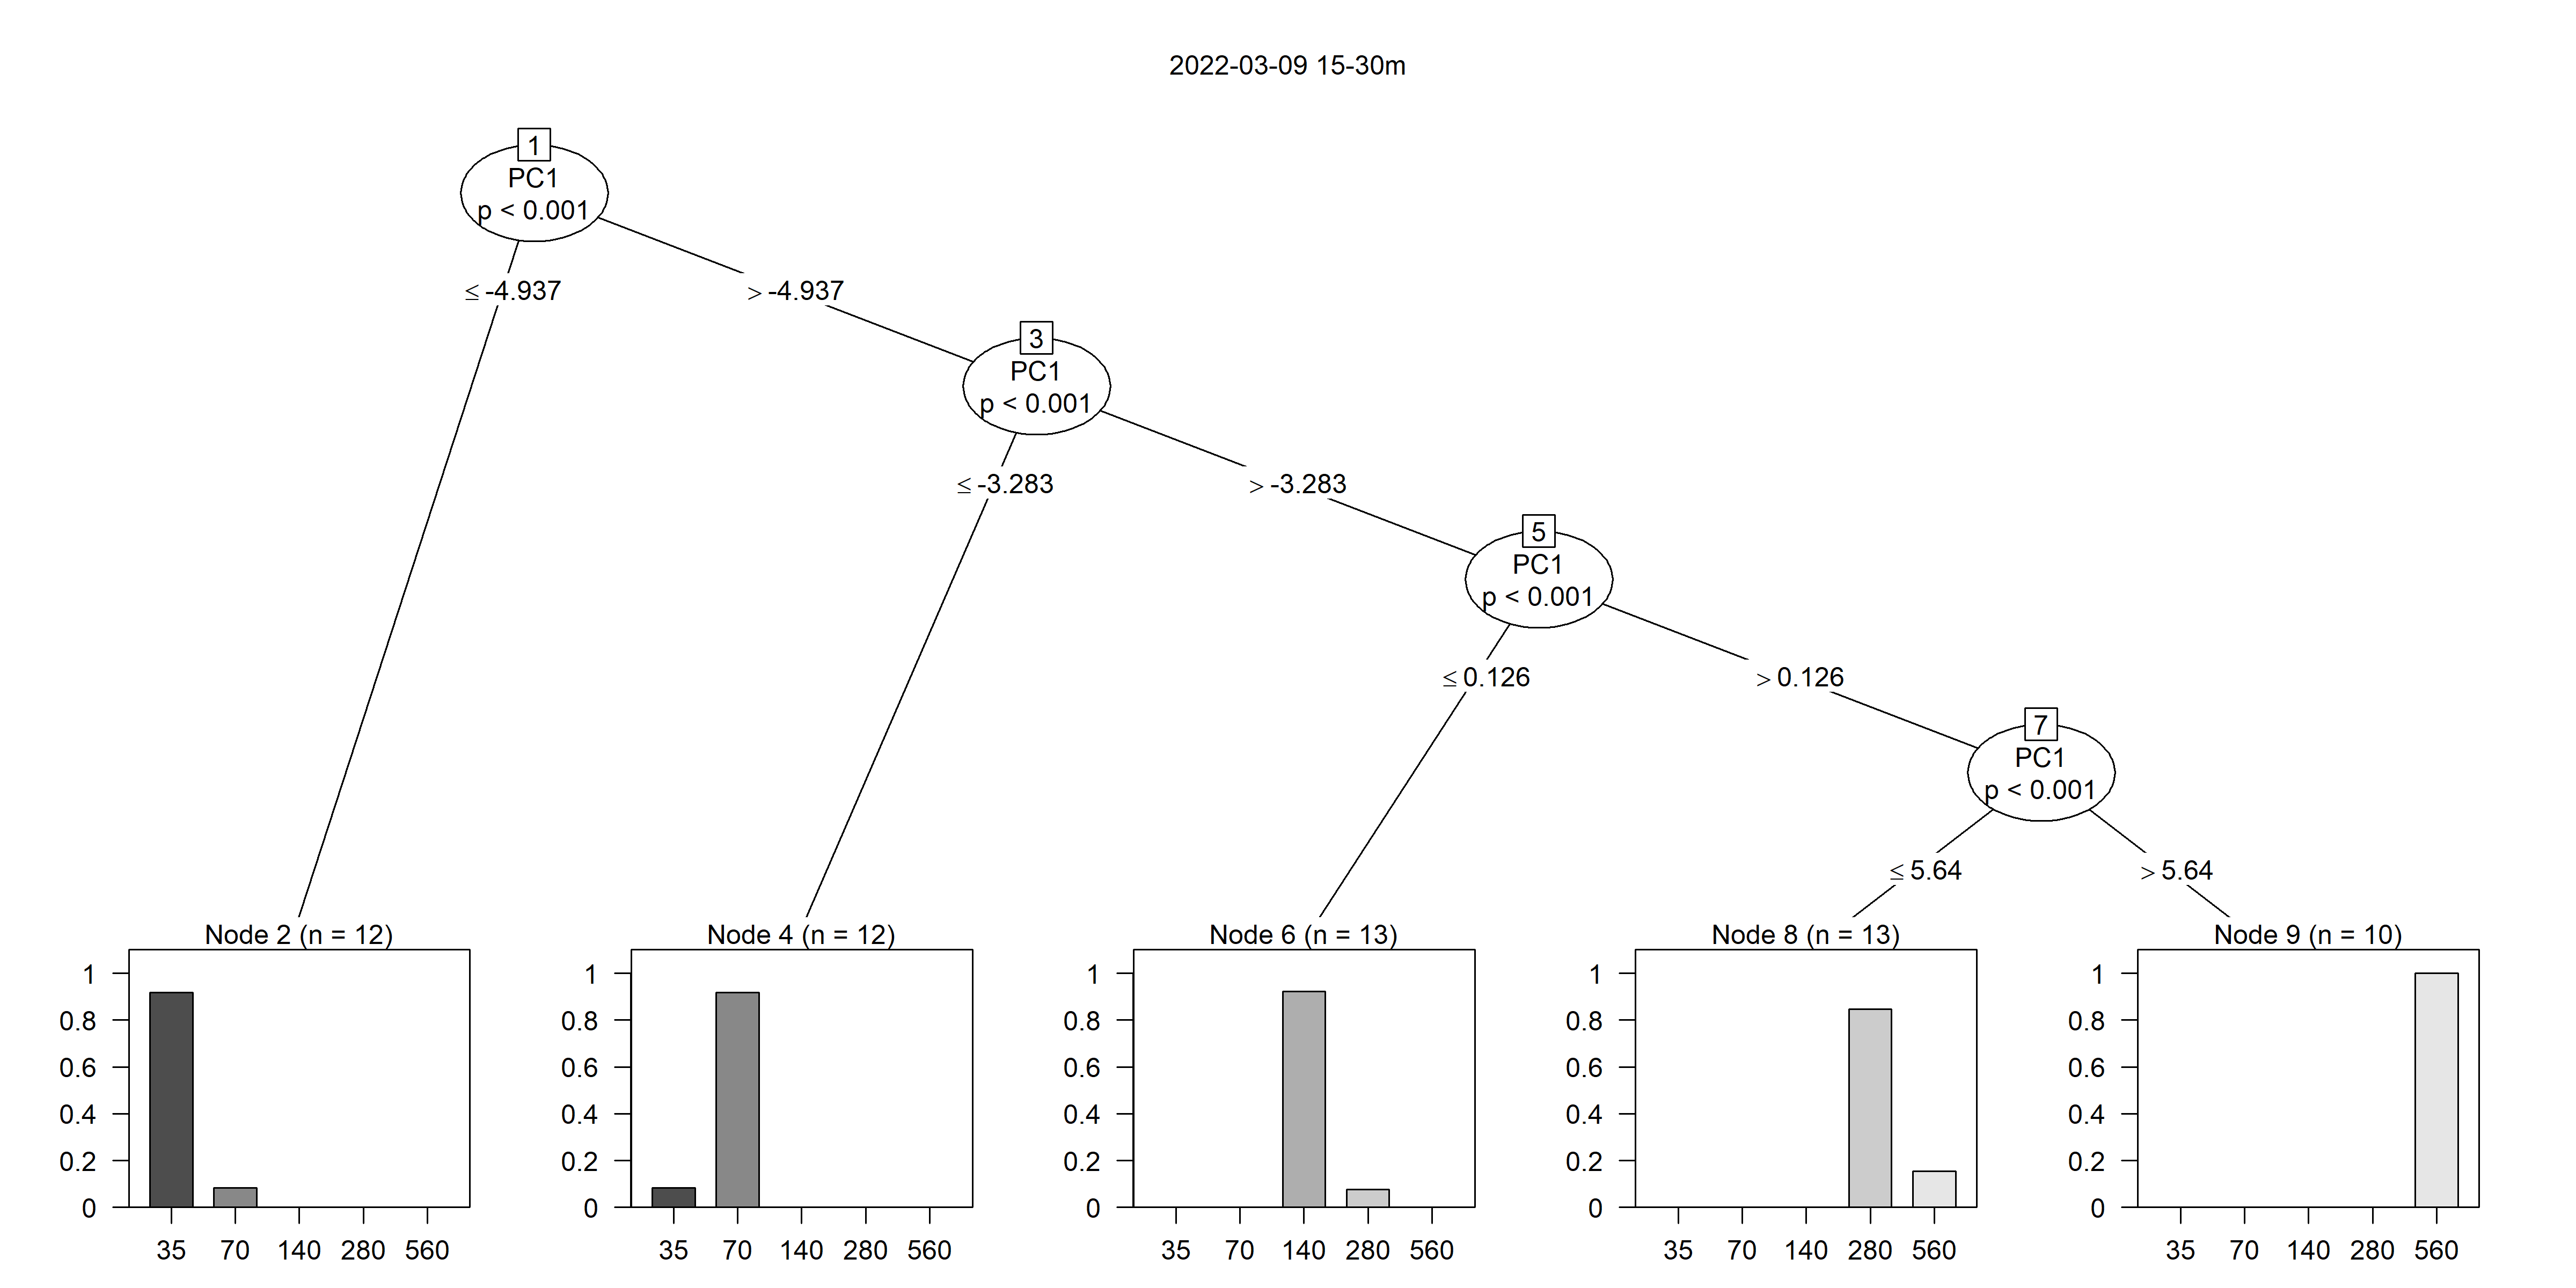 2022-03-09 15-30m
1
PC1
p < 0.001
≤ -4.937
> -4.937
3
PC1
p < 0.001
≤ -3.283
> -3.283
5
PC1
p < 0.001
≤ 0.126
> 0.126
7
PC1
p < 0.001
≤ 5.64
> 5.64
Node 2 (n = 12)
1
0.8
0.6
0.4
0.2
0
35 70 140 280 560
Node 4 (n = 12)
1
0.8
0.6
0.4
0.2
0
35 70 140 280 560
Node 6 (n = 13)
1
0.8
0.6
0.4
0.2
0
35 70 140 280 560
Node 8 (n = 13)
1
0.8
0.6
0.4
0.2
0
35 70 140 280 560
Node 9 (n = 10)
1
0.8
0.6
0.4
0.2
0
35 70 140 280 560